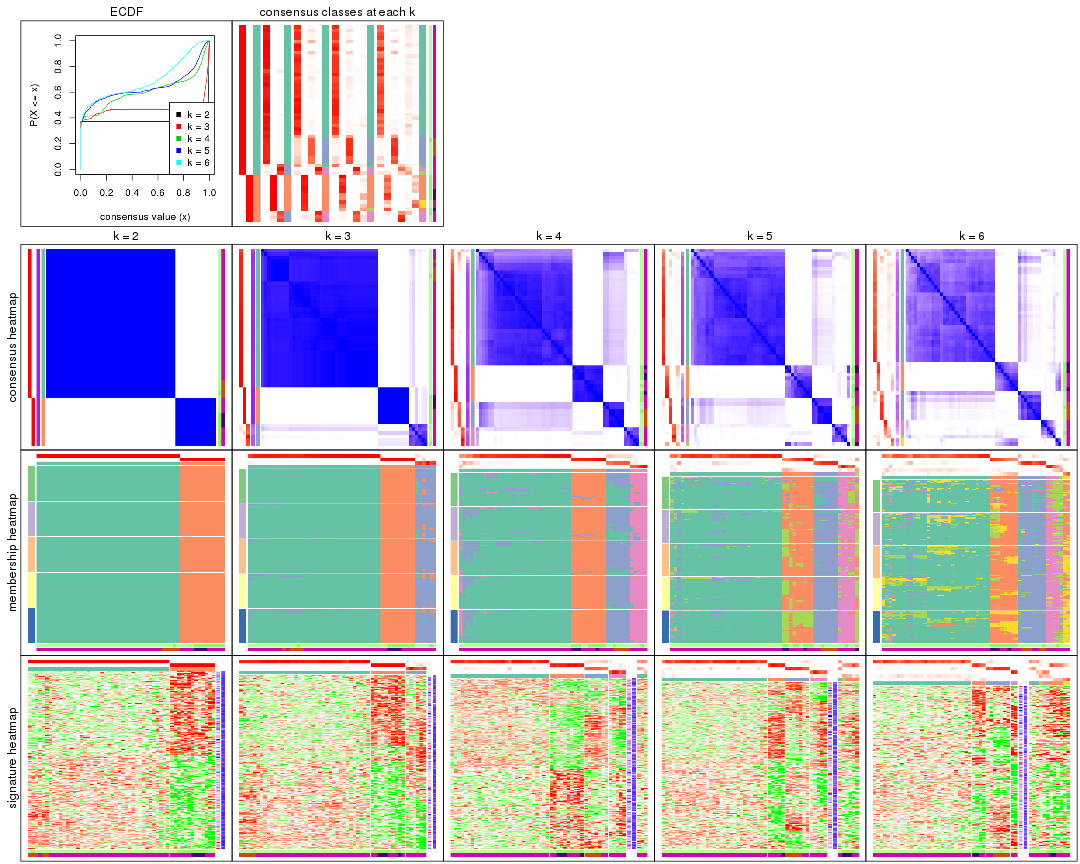 ECDF
consensus classes at each k
P(X <= x)
0.0 0.2 0.4 0.6 0.8 1.0
k = 2
k = 3
k = 4
k = 5
k = 6
0.0 0.2 0.4 0.6 0.8 1.0
consensus value (x)
k = 2 k = 3 k = 4 k = 5 k = 6
consensus heatmap
membership heatmap
signature heatmap